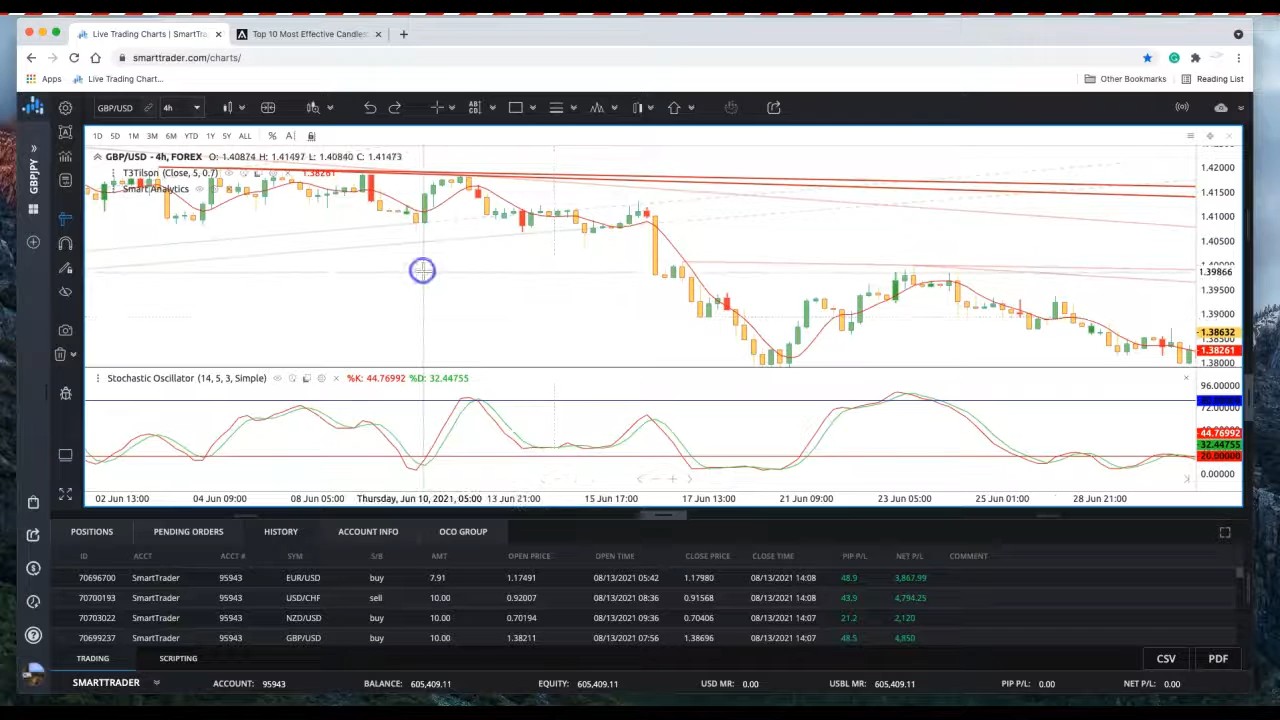 Live Trading Charts | SmartTra
Top 10 Most Effective Candles
smarttrader.com/charts/
Apps
Live Trading Chart...
Other Bookmarks
Reading List
GBP/USD
4h
1D 5D 1M 3M 6M YTD 1Y 5Y ALL
GBP/USD - 4h, FOREX O: 1.40874 H: 1.41497 L: 1.40840 C: 1.41473
T3Tilson (Close, 5, 0.7) 1.38261
Smart Analytics
GBPJPY
1.42000
1.41500
1.41000
1.40500
1.39866
1.39500
1.39000
1.38632
1.38261
1.38000
Stochastic Oscillator (14, 5, 3, Simple) %K: 44.76992 %D: 32.44755
96.00000
72.00000
44.76992
32.44755
20.00000
0.00000
02 Jun 13:00 04 Jun 09:00 08 Jun 05:00 Thursday, Jun 10, 2021, 05:00 13 Jun 21:00 15 Jun 17:00 17 Jun 13:00 21 Jun 09:00 23 Jun 05:00 25 Jun 01:00 28 Jun 21:00
POSITIONS PENDING ORDERS HISTORY ACCOUNT INFO OCO GROUP
ID ACCT ACCT # SYM S/B AMT OPEN PRICE OPEN TIME CLOSE PRICE CLOSE TIME PIP P/L NET P/L COMMENT
70696700 SmartTrader 95943 EUR/USD buy 7.91 1.17491 08/13/2021 05:42 1.17980 08/13/2021 14:08 48.9 3,867.99
70700193 SmartTrader 95943 USD/CHF sell 10.00 0.92007 08/13/2021 08:36 0.91568 08/13/2021 14:08 43.9 4,794.25
70703022 SmartTrader 95943 NZD/USD buy 10.00 0.70194 08/13/2021 09:36 0.70406 08/13/2021 14:07 21.2 2,120
70699237 SmartTrader 95943 GBP/USD buy 10.00 1.38211 08/13/2021 07:56 1.38696 08/13/2021 14:07 48.5 4,850
TRADING SCRIPTING CSV PDF
SMARTTRADER ACCOUNT: 95943 BALANCE: 605,409.11 EQUITY: 605,409.11 USD MR: 0.00 USBL MR: 605,409.11 PIP P/L: 0.00 NET P/L: 0.00